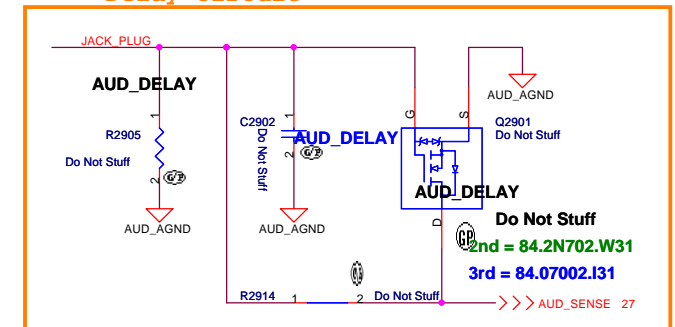 JACK_PLUG
AUD_DELAY
AUD_AGND
G
S
1
C2902
1
Q2901
Do Not Stuff
R2905
Do Not Stuff
AUD_DELAY
Do Not Stuff
2
2
G/P
G/P
AUD_DELAY
AUD_AGND
AUD_AGND
D
Do Not Stuff
GP
2nd = 84.2N702.W31
3rd = 84.07002.I31
R2914
1
2
Do Not Stuff
AUD_SENSE 27